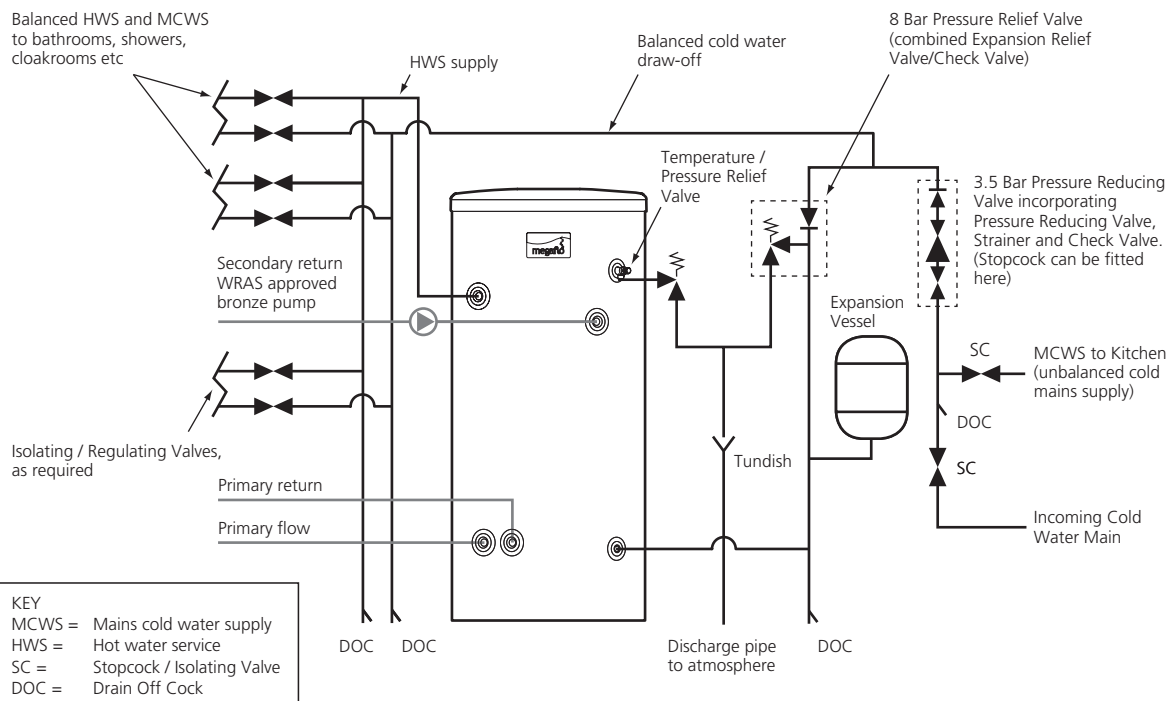 Balanced HWS and MCWS
to bathrooms, showers,
cloakrooms etc
HWS supply
Balanced cold water
draw-off
8 Bar Pressure Relief Valve
(combined Expansion Relief
Valve/Check Valve)
Temperature /
Pressure Relief
Valve
3.5 Bar Pressure Reducing
Valve incorporating
Pressure Reducing Valve,
Strainer and Check Valve.
(Stopcock can be fitted
here)
megaflo
Secondary return
WRAS approved
bronze pump
Expansion
Vessel
SC
MCWS to Kitchen
(unbalanced cold
mains supply)
DOC
Isolating / Regulating Valves,
as required
Tundish
SC
Primary return
Primary flow
Incoming Cold
Water Main
KEY
MCWS = Mains cold water supply
HWS = Hot water service
SC = Stopcock / Isolating Valve
DOC = Drain Off Cock
DOC
DOC
Discharge pipe
to atmosphere
DOC